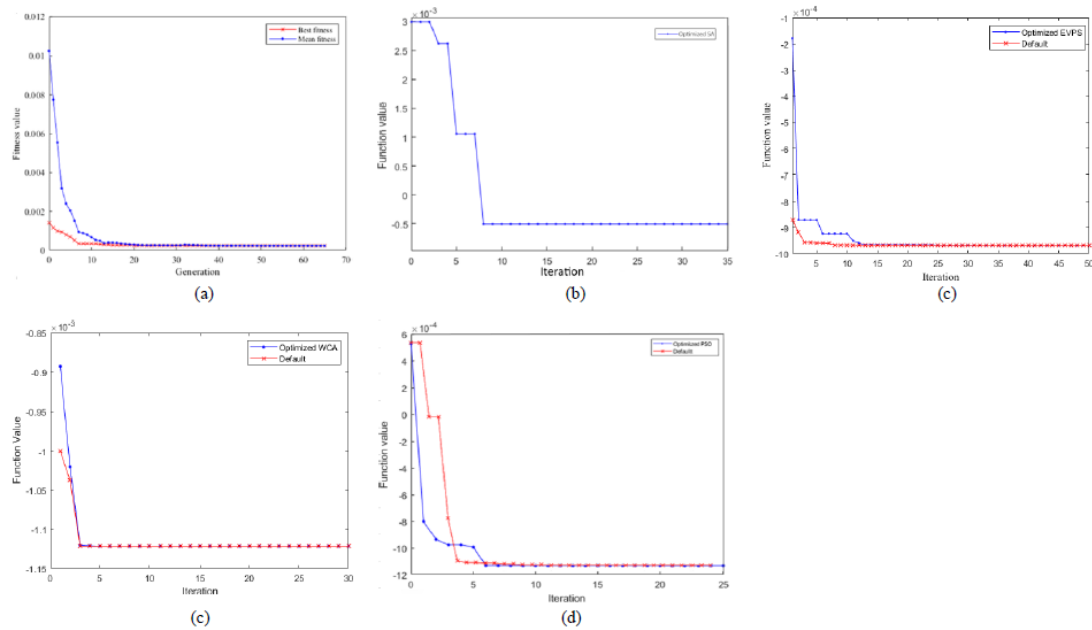 0.012
0.01
0.008
0.006
0.004
0.002
0
Fitness value
Best fitness
Mean fitness
0 10 20 30 40 50 60 70
Generation
(a)
×10-3
3
2.5
2
1.5
1
0.5
0
-0.5
Function value
Optimized SA
0 5 10 15 20 25 30 35
Iteration
(b)
×10-4
-1
-2
-3
-4
-5
-6
-7
-8
-9
-10
Function value
Optimized EVPS
Default
5 10 15 20 25 30 35 40 45 50
Iteration
(c)
-0.85
-0.9
-0.95
-1
-1.05
-1.1
-1.15
Function Value
Optimized WCA
Default
0 5 10 15 20 25 30
Iteration
(c)
×10-4
6
4
2
0
-2
-4
-6
-8
-10
-12
Function value
Optimized PSO
Default
0 5 10 15 20 25
Iteration
(d)